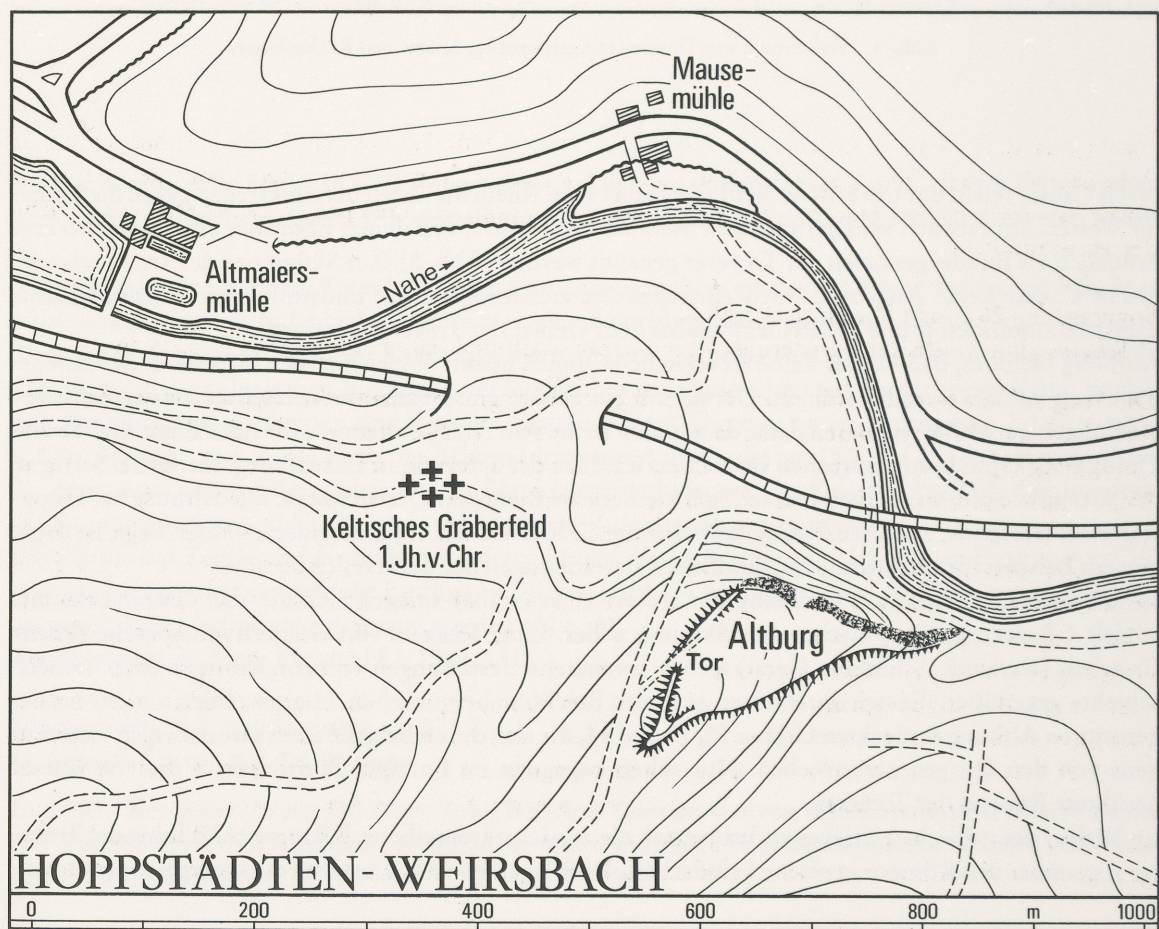 Mause-
mühle
Altmaiers-
mühle
Nahe
Keltisches Gräberfeld
1.Jh.v.Chr.
Altburg
Tor
HOPPSTÄDTEN-WEIRSBACH
0 200 400 600 800 m 1000